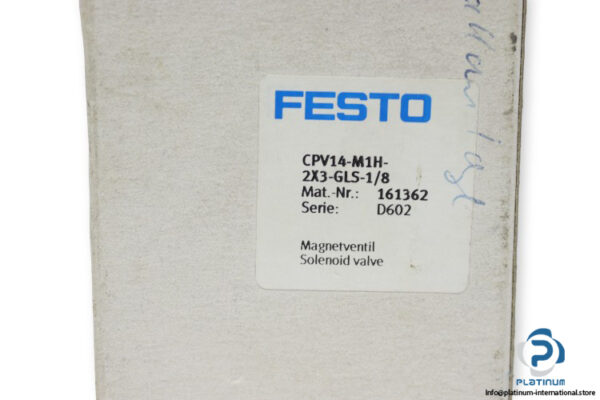 FESTO
CPV14-M1H-
2X3-GLS-1/8
Mat.-Nr.: 161362
Serie: D602
Magnetventil
Solenoid valve
PLATINUM
Info@platinum-international.store